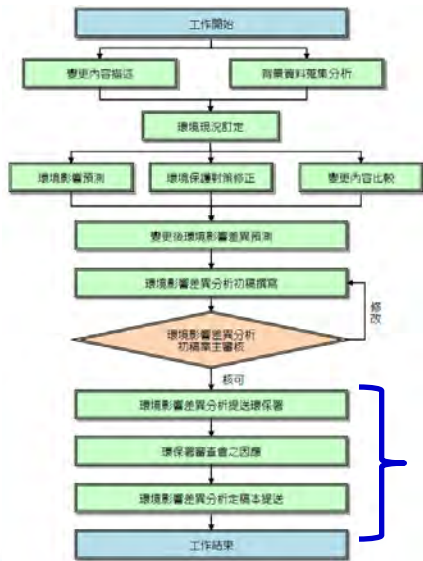 工作開始
變更內容描述
背景資料蒐集分析
環境現況訂定
環境影響預測
環境保護對策修正
變更內容比較
變更後環境影響差異預測
環境影響差異分析初稿撰寫
修改
環境影響差異分析
初稿業主審核
核可
環境影響差異分析提送環保署
環保署審查會之因應
環境影響差異分析定稿本提送
工作結束